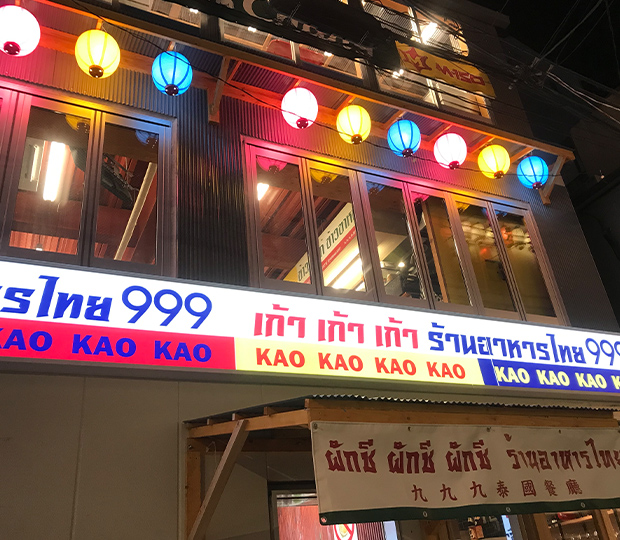 รไทย 999 เก้า เก้า เก้า ร้านอาหารไทย 999
KAO KAO KAO KAO KAO KAO KAO KAO KAO KAO K
ผักชี ผักชี ผักชี ร้านอาหารไทย
九九九泰國餐廳